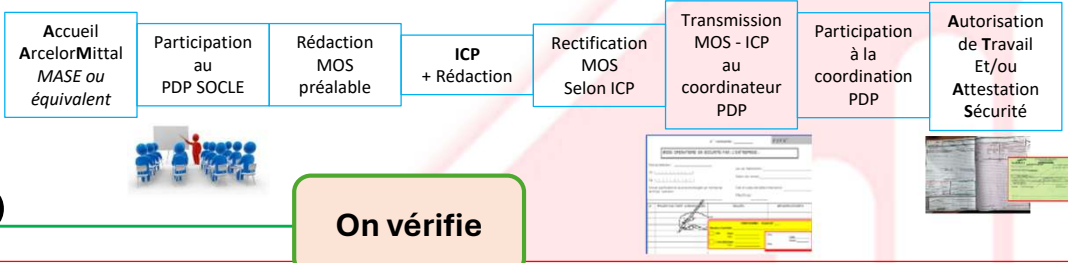 Accueil
ArcelorMittal
MASE ou
équivalent
Participation
au
PDP SOCLE
Rédaction
MOS
préalable
ICP
+ Rédaction
Rectification
MOS
Selon ICP
Transmission
MOS - ICP
au
coordinateur
PDP
Participation
à la
coordination
PDP
Autorisation
de Travail
Et/ou
Attestation
Sécurité
On vérifie